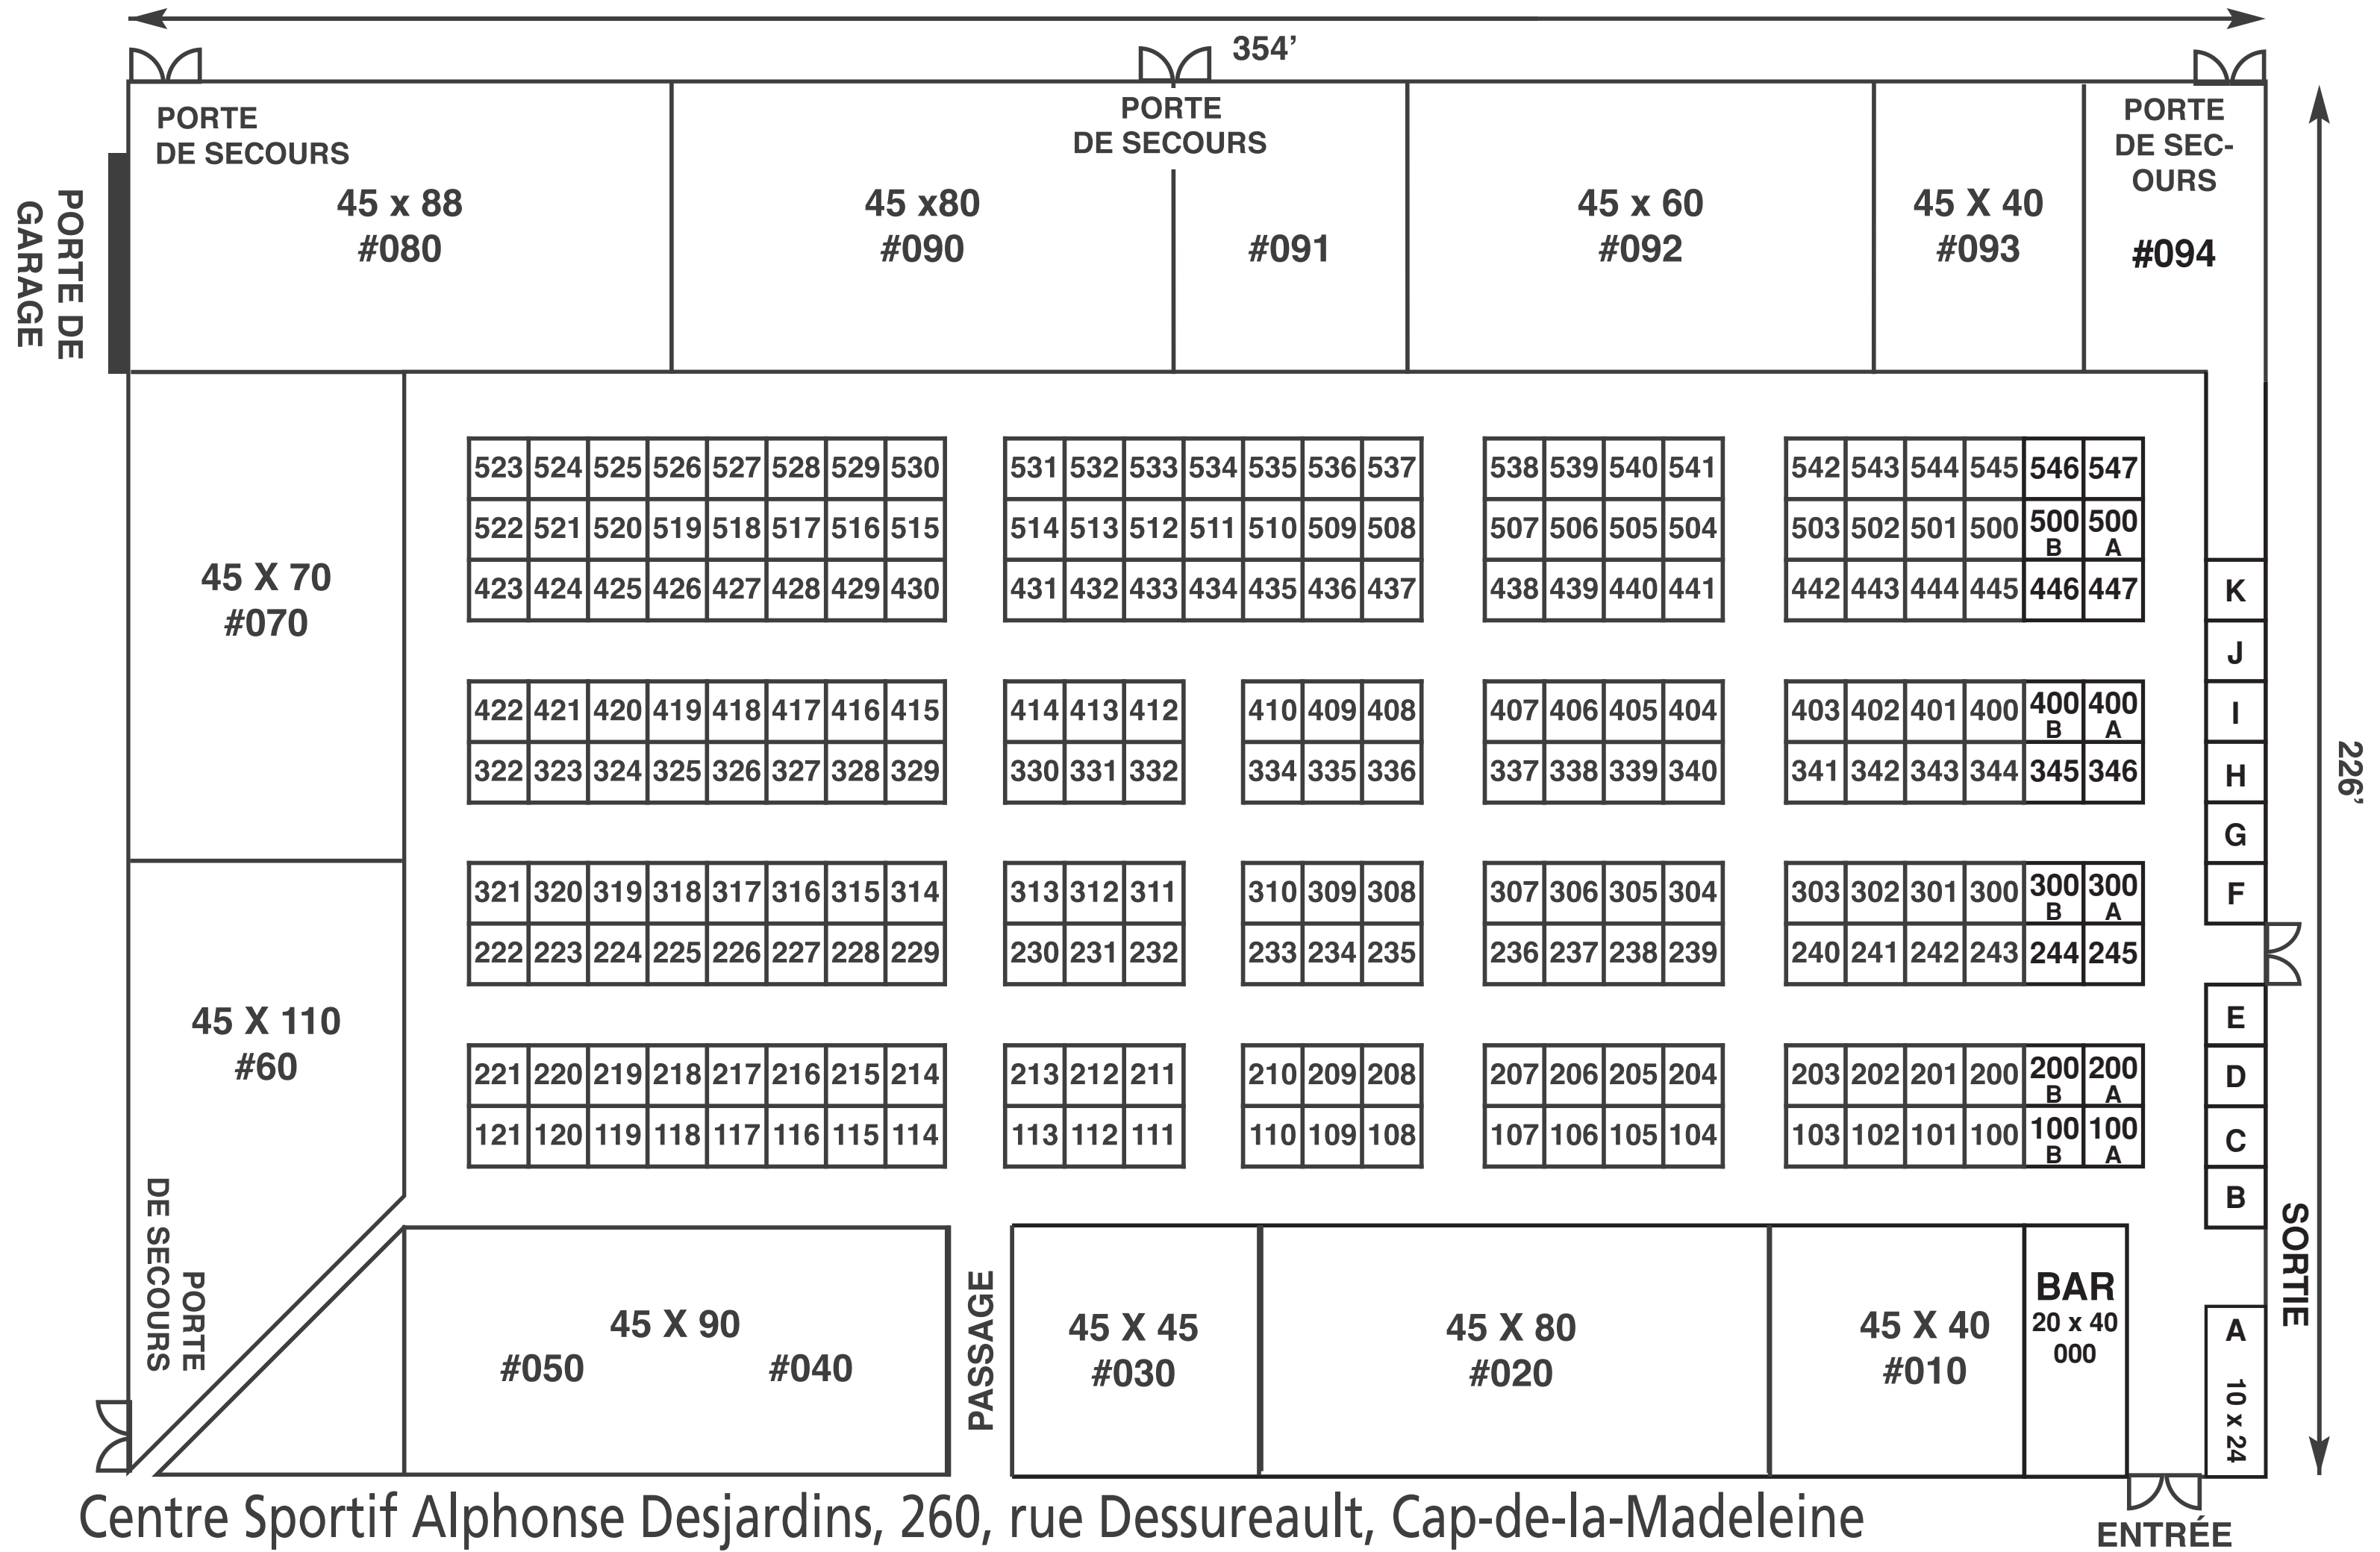 354’
PORTE
DE SECOURS
PORTE
DE SECOURS
PORTE
DE SEC-
OURS
PORTE DE
GARAGE
45 x 88
#080
45 x80
#090
#091
45 x 60
#092
45 X 40
#093
#094
226’
523 524 525 526 527 528 529 530 531 532 533 534 535 536 537 538 539 540 541 542 543 544 545 546 547
522 521 520 519 518 517 516 515 514 513 512 511 510 509 508 507 506 505 504 503 502 501 500 500 B 500 A
423 424 425 426 427 428 429 430 431 432 433 434 435 436 437 438 439 440 441 442 443 444 445 446 447 K
45 X 70
#070
J
422 421 420 419 418 417 416 415 414 413 412 410 409 408 407 406 405 404 403 402 401 400 400 B 400 A I
322 323 324 325 326 327 328 329 330 331 332 334 335 336 337 338 339 340 341 342 343 344 345 346 H
G
321 320 319 318 317 316 315 314 313 312 311 310 309 308 307 306 305 304 303 302 301 300 300 B 300 A F
222 223 224 225 226 227 228 229 230 231 232 233 234 235 236 237 238 239 240 241 242 243 244 245
45 X 110
#60
E
221 220 219 218 217 216 215 214 213 212 211 210 209 208 207 206 205 204 203 202 201 200 200 B 200 A D
121 120 119 118 117 116 115 114 113 112 111 110 109 108 107 106 105 104 103 102 101 100 100 B 100 A C
B
PORTE
DE SECOURS
45 X 90
#050 #040
PASSAGE
45 X 45
#030
45 X 80
#020
45 X 40
#010
BAR
20 x 40
000
SORTIE
A
10 x 24
Centre Sportif Alphonse Desjardins, 260, rue Dessureault, Cap-de-la-Madeleine
ENTRÉE